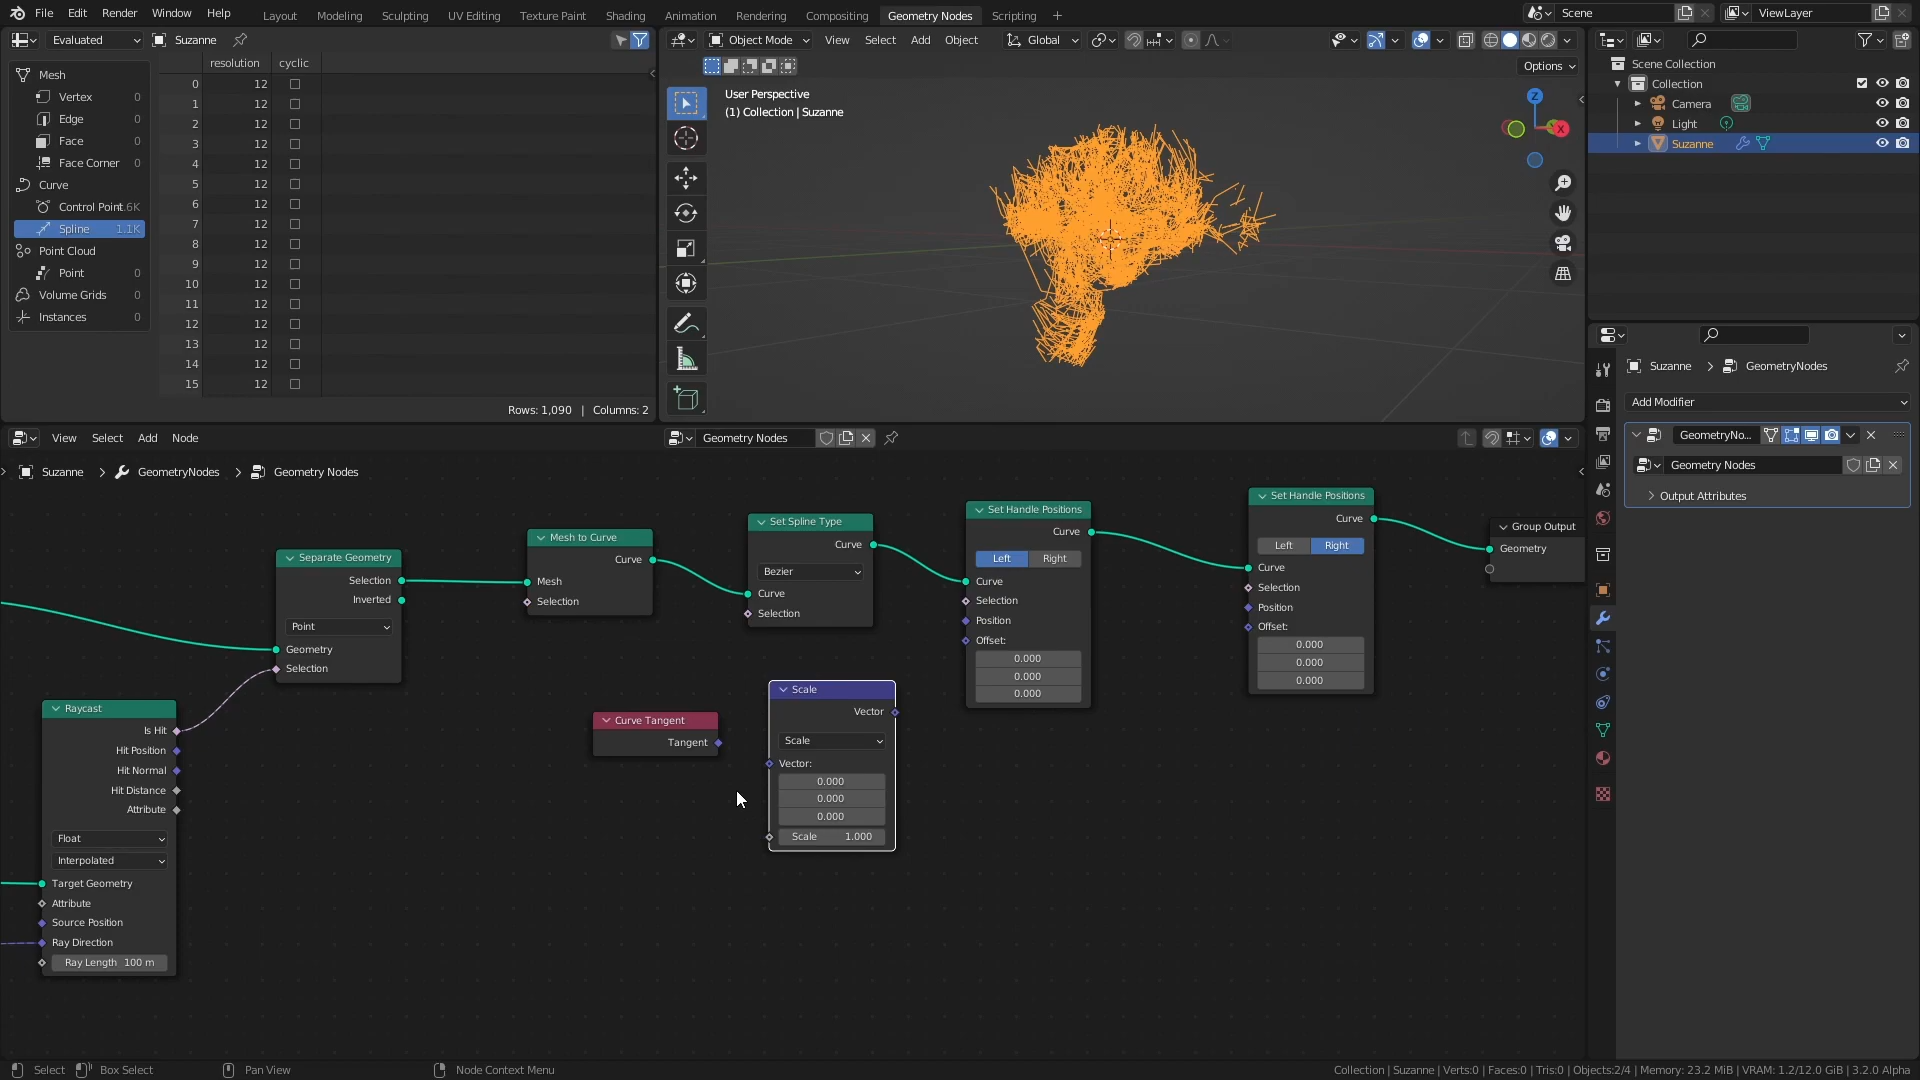 File Edit Render Window Help Layout Modeling Sculpting UV Editing Texture Paint Shading Animation Rendering Compositing Geometry Nodes Scripting + Scene ViewLayer
Evaluated Suzanne
Object Mode View Select Add Object Global
Options
resolution cyclic
Mesh
Vertex 0
Edge 0
Face 0
Face Corner 0
Curve
Control Point .6K
Spline 1.1K
Point Cloud
Point 0
Volume Grids 0
Instances 0
0 12
1 12
2 12
3 12
4 12
5 12
6 12
7 12
8 12
9 12
10 12
11 12
12 12
13 12
14 12
15 12
Rows: 1,090 | Columns: 2
User Perspective
(1) Collection | Suzanne
Z
X
Scene Collection
Collection
Camera
Light
Suzanne
Suzanne > GeometryNodes
Add Modifier
GeometryNo...
Geometry Nodes
Output Attributes
View Select Add Node Geometry Nodes
Suzanne > GeometryNodes > Geometry Nodes
Raycast
Is Hit
Hit Position
Hit Normal
Hit Distance
Attribute
Float
Interpolated
Target Geometry
Attribute
Source Position
Ray Direction
Ray Length 100 m
Separate Geometry
Selection
Inverted
Point
Geometry
Selection
Mesh to Curve
Curve
Mesh
Selection
Curve Tangent
Tangent
Set Spline Type
Curve
Bezier
Curve
Selection
Scale
Vector
Scale
Vector:
0.000
0.000
0.000
Scale 1.000
Set Handle Positions
Curve
Left Right
Curve
Selection
Position
Offset:
0.000
0.000
0.000
Set Handle Positions
Curve
Left Right
Curve
Selection
Position
Offset:
0.000
0.000
0.000
Group Output
Geometry
Select Box Select Pan View Node Context Menu Collection | Suzanne | Verts:0 | Faces:0 | Tris:0 | Objects:2/4 | Memory: 23.2 MiB | VRAM: 1.2/12.0 GiB | 3.2.0 Alpha